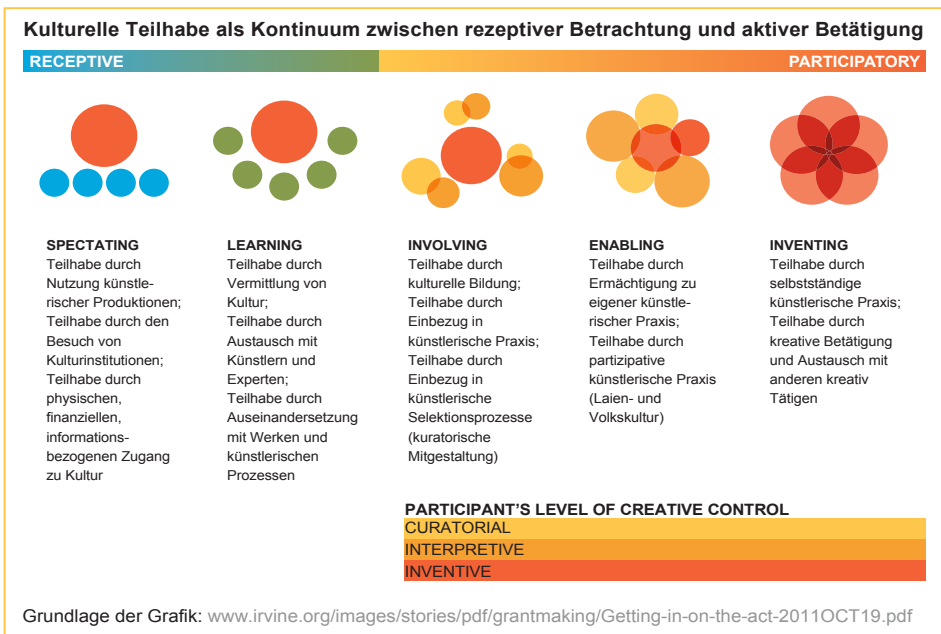 Kulturelle Teilhabe als Kontinuum zwischen rezeptiver Betrachtung und aktiver Betätigung
RECEPTIVE
PARTICIPATORY
SPECTATING
Teilhabe durch
Nutzung künstle-
rischer Produktionen;
Teilhabe durch den
Besuch von
Kulturinstitutionen;
Teilhabe durch
physischen,
finanziellen,
informations-
bezogenen Zugang
zu Kultur
LEARNING
Teilhabe durch
Vermittlung von
Kultur;
Teilhabe durch
Austausch mit
Künstlern und
Experten;
Teilhabe durch
Auseinandersetzung
mit Werken und
künstlerischen
Prozessen
INVOLVING
Teilhabe durch
kulturelle Bildung;
Teilhabe durch
Einbezug in
künstlerische Praxis;
Teilhabe durch
Einbezug in
künstlerische
Selektionsprozesse
(kuratorische
Mitgestaltung)
ENABLING
Teilhabe durch
Ermächtigung zu
eigener künstle-
rischer Praxis;
Teilhabe durch
partizipative
künstlerische Praxis
(Laien- und
Volkskultur)
INVENTING
Teilhabe durch
selbstständige
künstlerische Praxis;
Teilhabe durch
kreative Betätigung
und Austausch mit
anderen kreativ
Tätigen
PARTICIPANT'S LEVEL OF CREATIVE CONTROL
CURATORIAL
INTERPRETIVE
INVENTIVE
Grundlage der Grafik: www.irvine.org/images/stories/pdf/grantmaking/Getting-in-on-the-act-2011OCT19.pdf